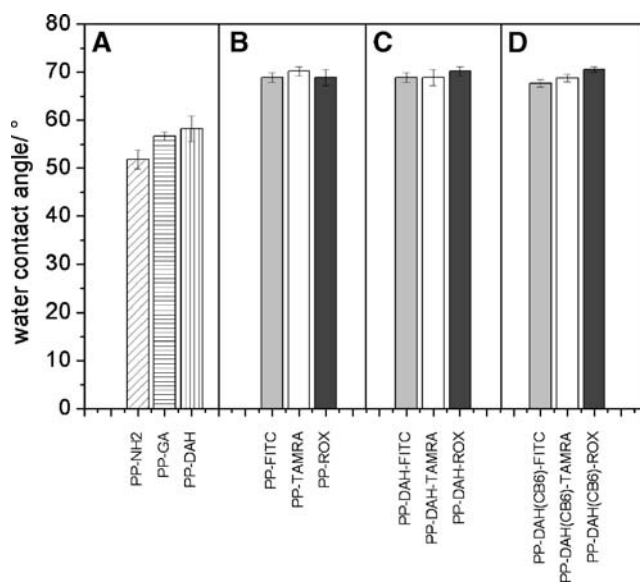 A B C D
80
70
60
50
40
30
20
10
0
water contact angle/ °
PP-NH2
PP-GA
PP-DAH
PP-FITC
PP-TAMRA
PP-ROX
PP-DAH-FITC
PP-DAH-TAMRA
PP-DAH-ROX
PP-DAH(CB6)-FITC
PP-DAH(CB6)-TAMRA
PP-DAH(CB6)-ROX